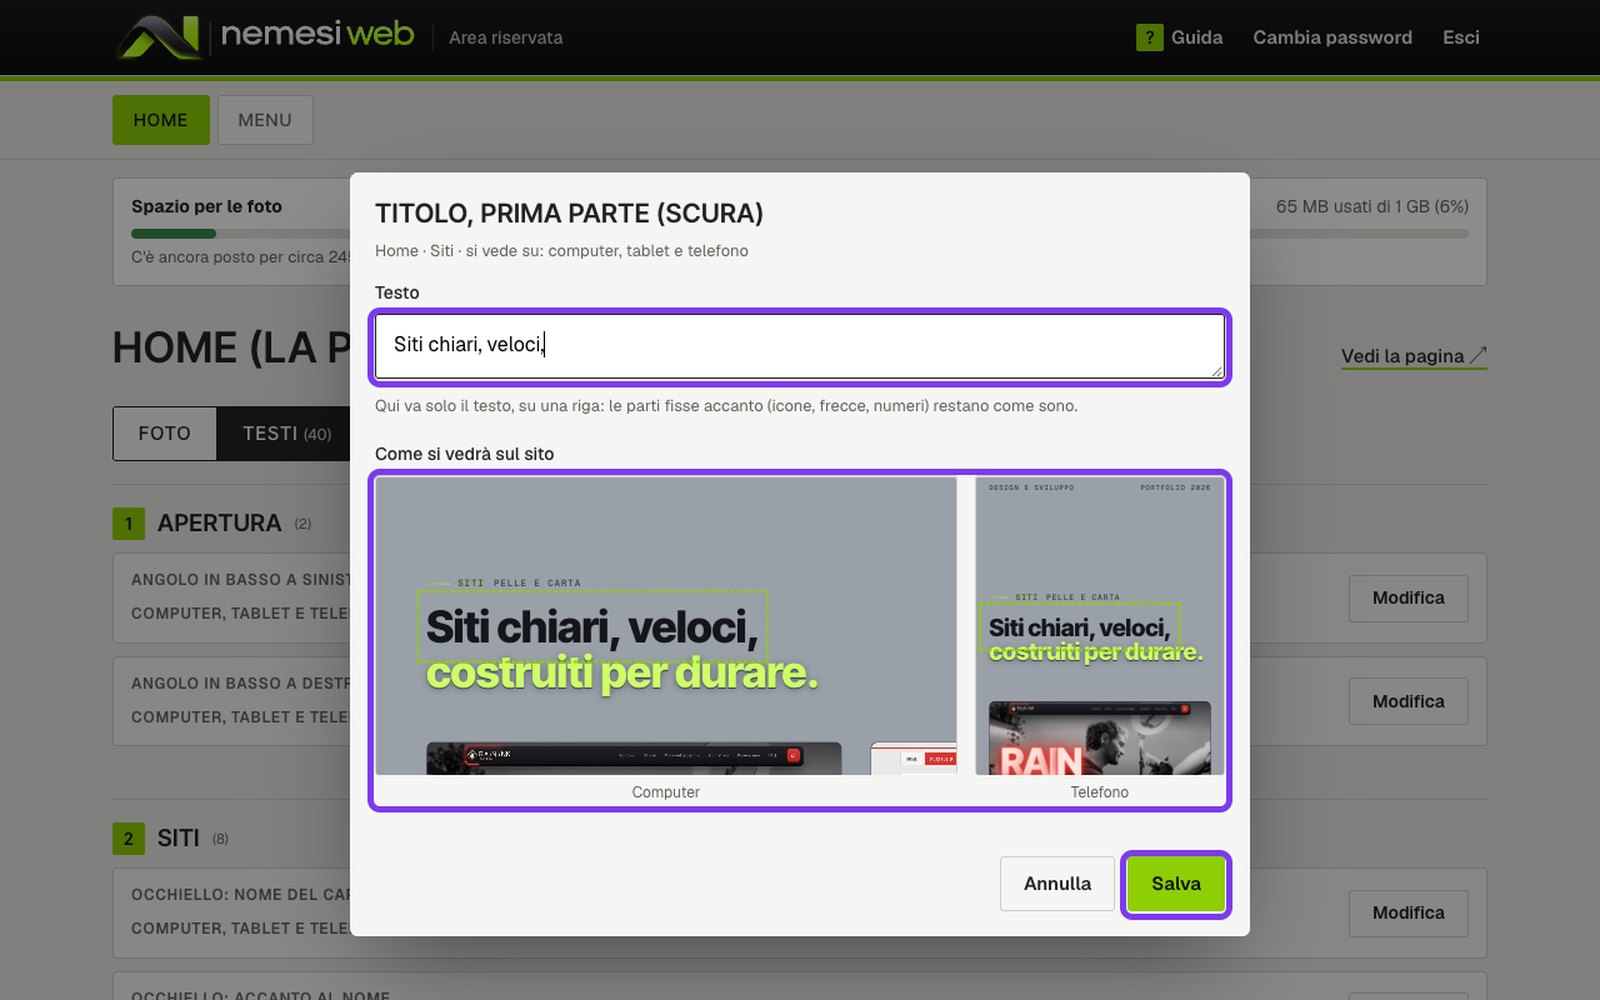 nemesi web
Area riservata
? Guida
Cambia password
Esci
HOME
MENU
Spazio per le foto
65 MB usati di 1 GB (6%)
C'è ancora posto per circa 24
HOME (LA P
Vedi la pagina
FOTO
TESTI (40)
1 APERTURA (2)
ANGOLO IN BASSO A SINIST
COMPUTER, TABLET E TELE
Modifica
ANGOLO IN BASSO A DESTR
COMPUTER, TABLET E TELE
Modifica
2 SITI (8)
OCCHIELLO: NOME DEL CAP
COMPUTER, TABLET E TELE
Modifica
OCCHIELLO: ACCANTO AL NOME
TITOLO, PRIMA PARTE (SCURA)
Home · Siti · si vede su: computer, tablet e telefono
Testo
Siti chiari, veloci,
Qui va solo il testo, su una riga: le parti fisse accanto (icone, frecce, numeri) restano come sono.
Come si vedrà sul sito
SITI PELLE E CARTA
Siti chiari, veloci,
costruiti per durare.
Computer
DESIGN E SVILUPPO
PORTFOLIO 2026
SITI PELLE E CARTA
Siti chiari, veloci,
costruiti per durare.
RAIN
Telefono
Annulla
Salva